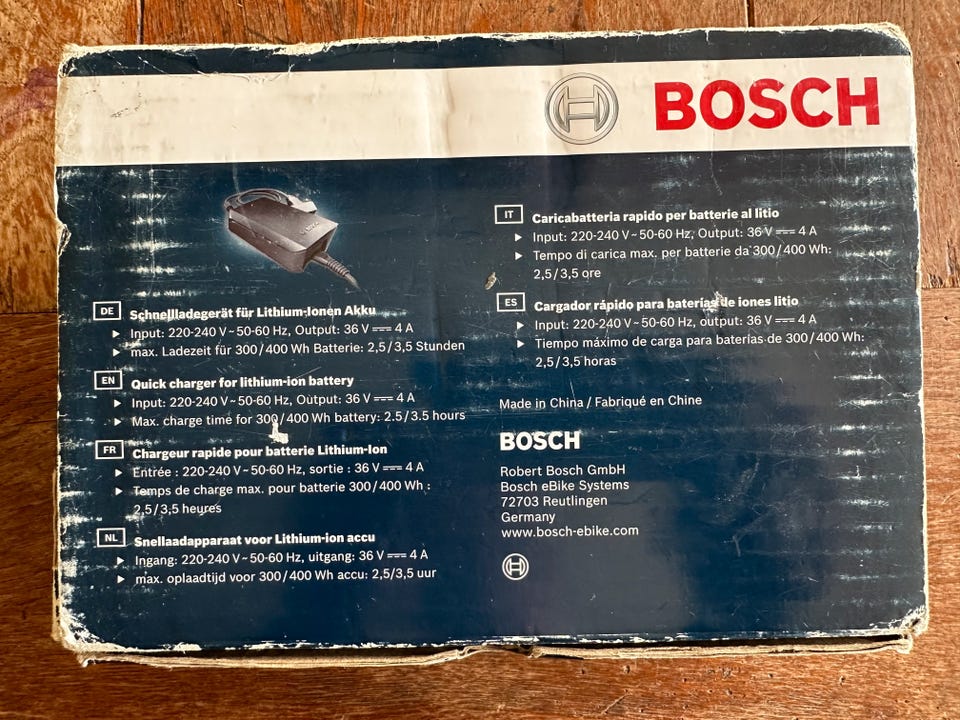 BOSCH
DE Schnellladegerät für Lithium-Ionen Akku
Input: 220-240 V ~ 50-60 Hz, Output: 36 V ⎓ 4 A
max. Ladezeit für 300/400 Wh Batterie: 2,5/3,5 Stunden
EN Quick charger for lithium-ion battery
Input: 220-240 V ~ 50-60 Hz, Output: 36 V ⎓ 4 A
Max. charge time for 300/400 Wh battery: 2.5/3.5 hours
FR Chargeur rapide pour batterie Lithium-Ion
Entrée : 220-240 V ~ 50-60 Hz, sortie : 36 V ⎓ 4 A
Temps de charge max. pour batterie 300/400 Wh :
2,5/3,5 heures
NL Snellaadapparaat voor Lithium-ion accu
Ingang: 220-240 V ~ 50-60 Hz, uitgang: 36 V ⎓ 4 A
max. oplaadtijd voor 300/400 Wh accu: 2,5/3,5 uur
IT Caricabatteria rapido per batterie al litio
Input: 220-240 V ~ 50-60 Hz, Output: 36 V ⎓ 4 A
Tempo di carica max. per batterie da 300/400 Wh:
2,5/3,5 ore
ES Cargador rápido para baterías de iones litio
Input: 220-240 V ~ 50-60 Hz, output: 36 V ⎓ 4 A
Tiempo máximo de carga para baterías de 300/400 Wh:
2,5/3,5 horas
Made in China / Fabriqué en Chine
BOSCH
Robert Bosch GmbH
Bosch eBike Systems
72703 Reutlingen
Germany
www.bosch-ebike.com